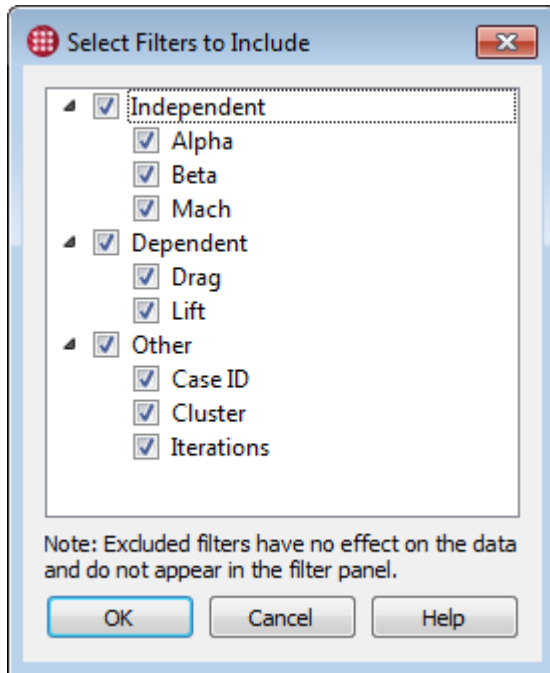 Select Filters to Include
Independent
Alpha
Beta
Mach
Dependent
Drag
Lift
Other
Case ID
Cluster
Iterations
Note: Excluded filters have no effect on the data
and do not appear in the filter panel.
OK Cancel Help